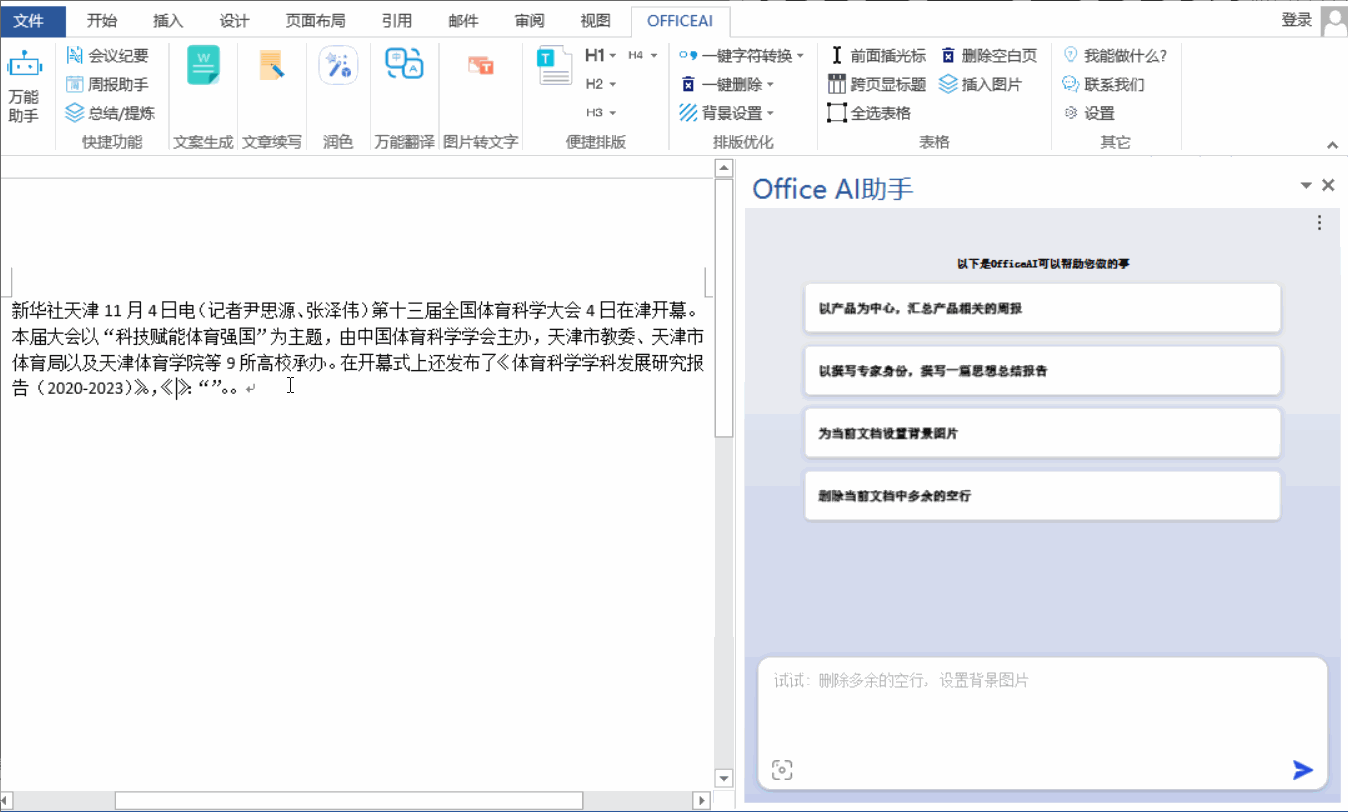 文件 开始 插入 设计 页面布局 引用 邮件 审阅 视图 OFFICEAI 登录
万能助手
会议纪要
周报助手
总结/提炼
快捷功能
W
文案生成
文章续写
润色
中 A
万能翻译
T
图片转文字
T
H1 H4
H2
H3
便捷排版
一键字符转换
一键删除
背景设置
排版优化
前面插光标 删除空白页
跨页显标题 插入图片
全选表格
表格
我能做什么?
联系我们
设置
其它
新华社天津 11 月 4 日电（记者尹思源、张泽伟）第十三届全国体育科学大会 4 日在津开幕。
本届大会以“科技赋能体育强国”为主题，由中国体育科学学会主办，天津市教委、天津市
体育局以及天津体育学院等 9 所高校承办。在开幕式上还发布了《体育科学学科发展研究报
告（2020-2023）》，《》：“”。。
Office AI助手
以下是OfficeAI可以帮助您做的事
以产品为中心，汇总产品相关的周报
以撰写专家身份，撰写一篇思想总结报告
为当前文档设置背景图片
删除当前文档中多余的空行
试试：删除多余的空行，设置背景图片